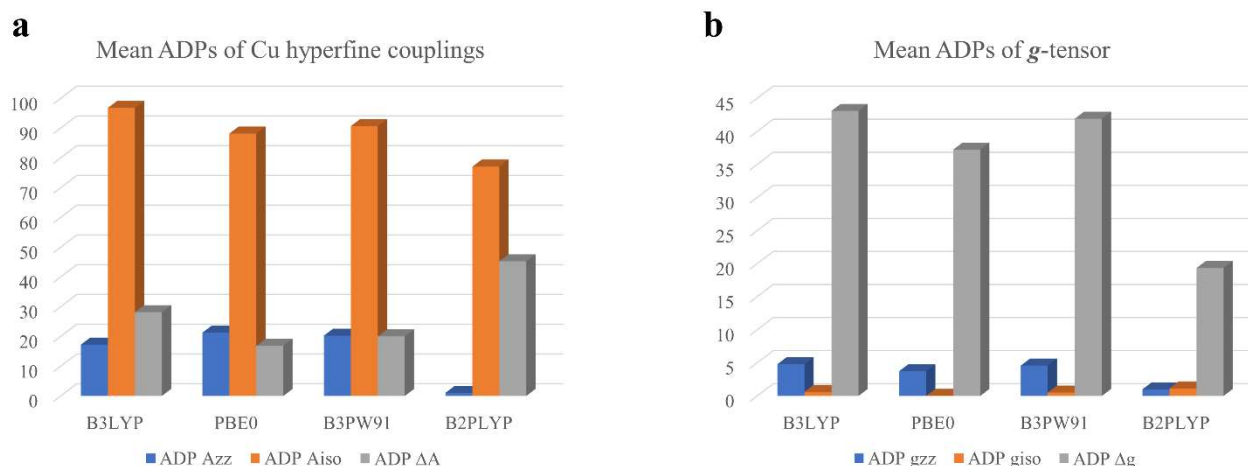 a
Mean ADPs of Cu hyperfine couplings
100
90
80
70
60
50
40
30
20
10
0
B3LYP PBE0 B3PW91 B2PLYP
ADP Azz ADP Aiso ADP ΔA
b
Mean ADPs of g-tensor
45
40
35
30
25
20
15
10
5
0
B3LYP PBE0 B3PW91 B2PLYP
ADP gzz ADP giso ADP Δg